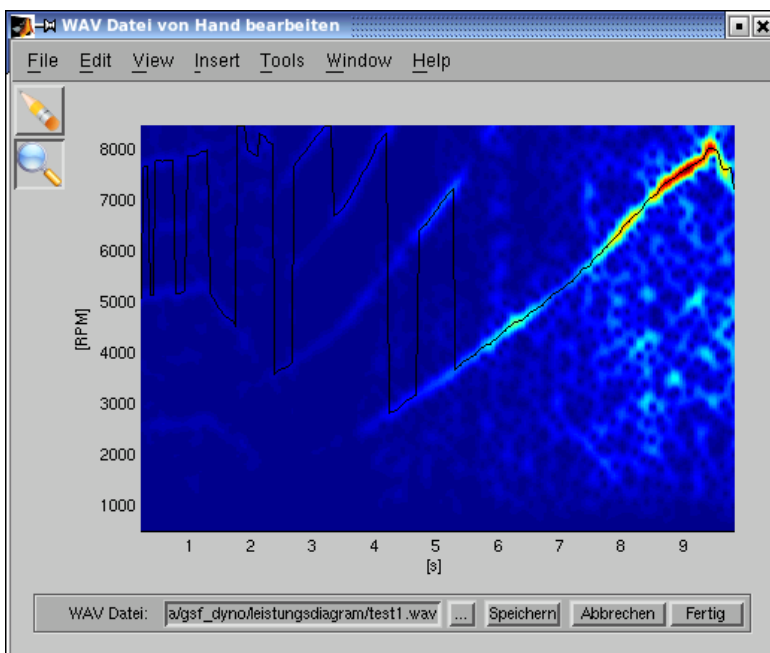 WAV Datei von Hand bearbeiten
File Edit View Insert Tools Window Help
8000
7000
6000
5000
4000
3000
2000
1000
[RPM]
1 2 3 4 5 6 7 8 9
[s]
WAV Datei: a/gsf_dyno/leistungsdiagram/test1.wav ... Speichern Abbrechen Fertig